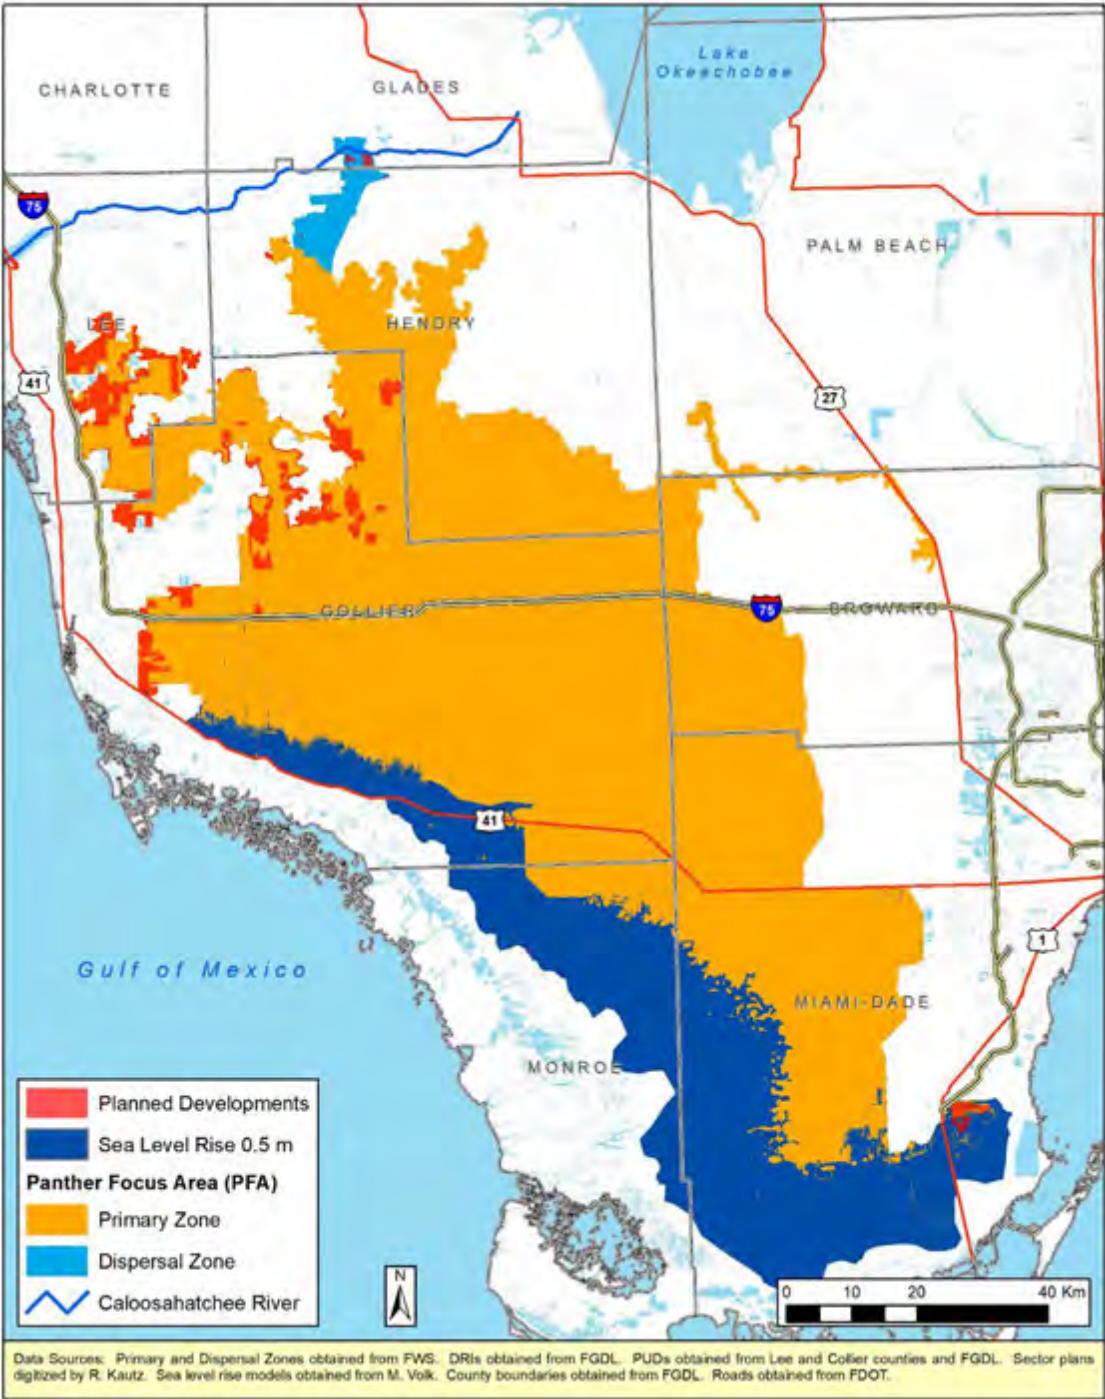 Lake
Okeechobee
CHARLOTTE
GLADES
75
PALM BEACH
LEE
HENDRY
41
27
COLLIER
75
BROWARD
41
1
Gulf of Mexico
MIAMI-DADE
MONROE
Planned Developments
Sea Level Rise 0.5 m
Panther Focus Area (PFA)
Primary Zone
Dispersal Zone
Caloosahatchee River
N
0 10 20 40 Km
Data Sources: Primary and Dispersal Zones obtained from FWS. DRIs obtained from FGDL. PUDs obtained from Lee and Collier counties and FGDL. Sector plans
digitized by R. Kautz. Sea level rise models obtained from M. Volk. County boundaries obtained from FGDL. Roads obtained from FDOT.